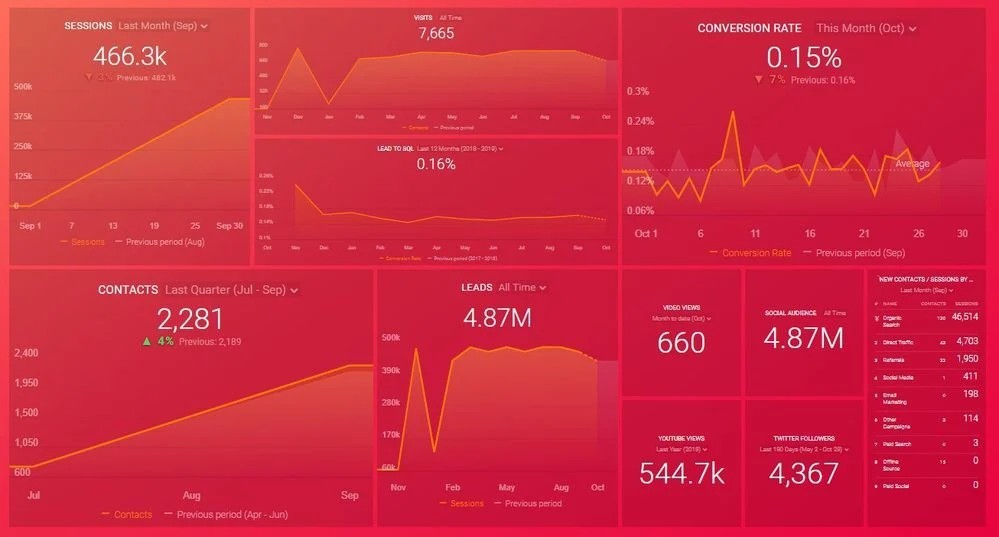 SESSIONS Last Month (Sep)
466.3k
▼ 3% Previous: 482.1k
500k
375k
250k
125k
0
Sep 1 7 13 19 25 Sep 30
Sessions Previous period (Aug)
VISITS All Time
7,665
Nov Dec Jan Feb Mar Apr May Jun Jul Aug Sep Oct
Contacts Previous period
LEAD TO SQL Last 12 Months (2018 - 2019)
0.16%
0.26%
0.22%
0.18%
0.14%
0.1%
Oct Nov Dec Jan Feb Mar Apr May Jun Jul Aug Sep Oct
Conversion Rate Previous period (2017 - 2018)
CONVERSION RATE This Month (Oct)
0.15%
▼ 7% Previous: 0.16%
0.3%
0.24%
0.18%
Average
0.12%
0.06%
Oct 1 6 11 16 21 26 30
Conversion Rate Previous period (Sep)
CONTACTS Last Quarter (Jul - Sep)
2,281
▲ 4% Previous: 2,189
2,400
1,950
1,500
1,050
600
Jul Aug Sep
Contacts Previous period (Apr - Jun)
LEADS All Time
4.87M
500k
390k
280k
170k
60k
Nov Feb May Aug Oct
Sessions Previous period
VIDEO VIEWS
Month to date (Oct)
660
SOCIAL AUDIENCE All Time
4.87M
YOUTUBE VIEWS
Last Year (2018)
544.7k
TWITTER FOLLOWERS
Last 180 Days (May 2 - Oct 28)
4,367
NEW CONTACTS / SESSIONS BY ...
Last Month (Sep)
# NAME CONTACTS SESSIONS
Organic Search 130 46,514
2 Direct Traffic 43 4,703
3 Referrals 22 1,950
4 Social Media 1 411
5 Email Marketing 0 198
6 Other Campaigns 3 114
7 Paid Search 0 3
8 Offline Source 15 0
9 Paid Social 0 0